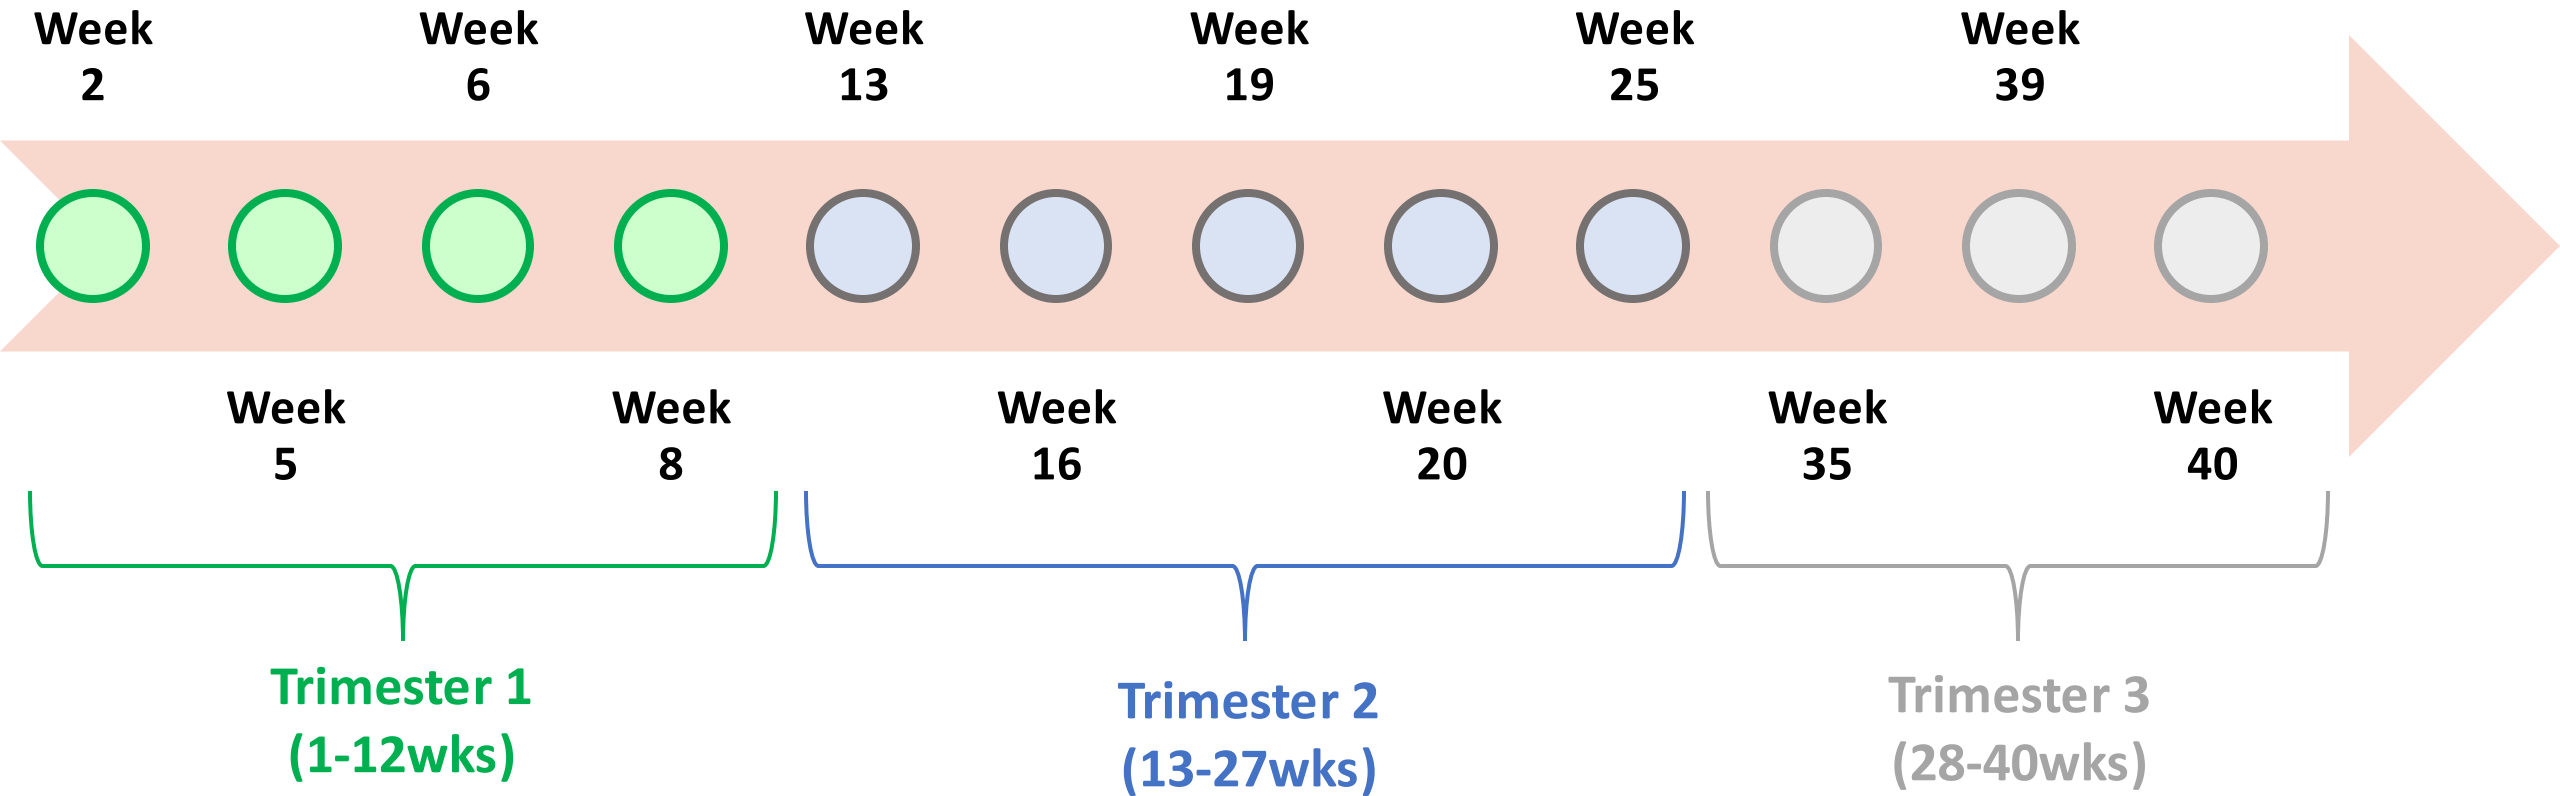 Week
2
Week
6
Week
13
Week
19
Week
25
Week
39
Week
5
Week
8
Week
16
Week
20
Week
35
Week
40
Trimester 1
(1-12wks)
Trimester 2
(13-27wks)
Trimester 3
(28-40wks)